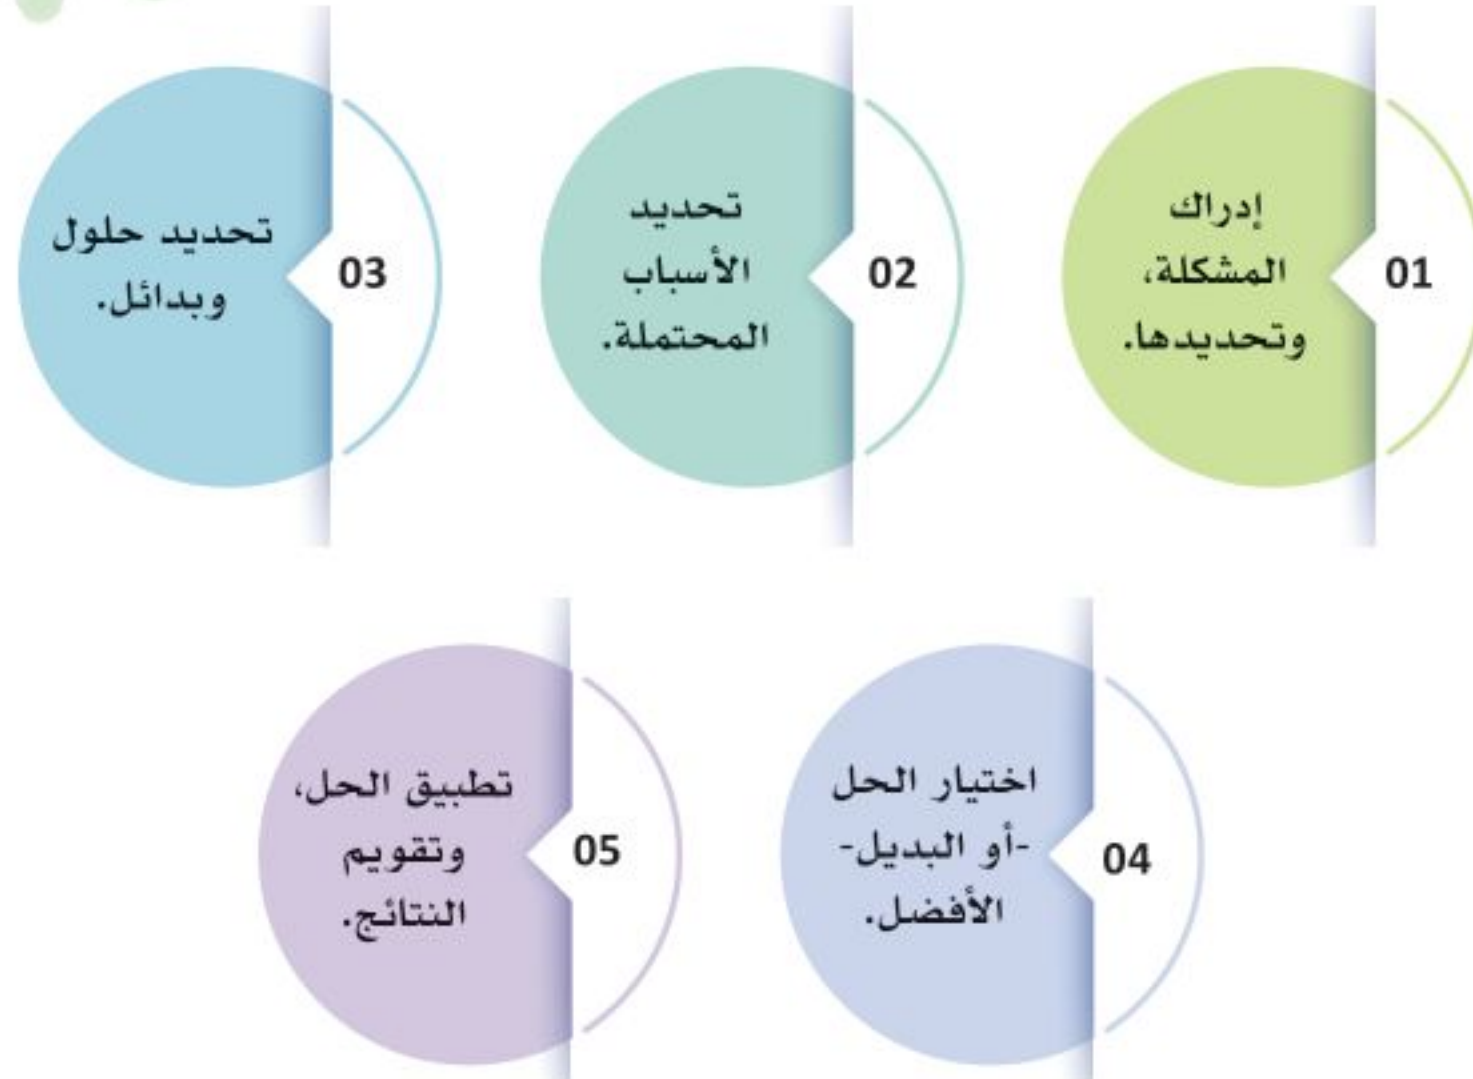 01
إدراك
المشكلة،
وتحديدها.
02
تحديد
الأسباب
المحتملة.
03
تحديد حلول
وبدائل.
04
اختيار الحل
-أو البديل-
الأفضل.
05
تطبيق الحل،
وتقويم
النتائج.